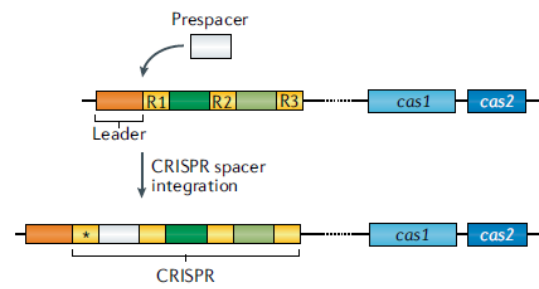 Prespacer
R1 R2 R3 cas1 cas2
Leader
CRISPR spacer
integration
* cas1 cas2
CRISPR